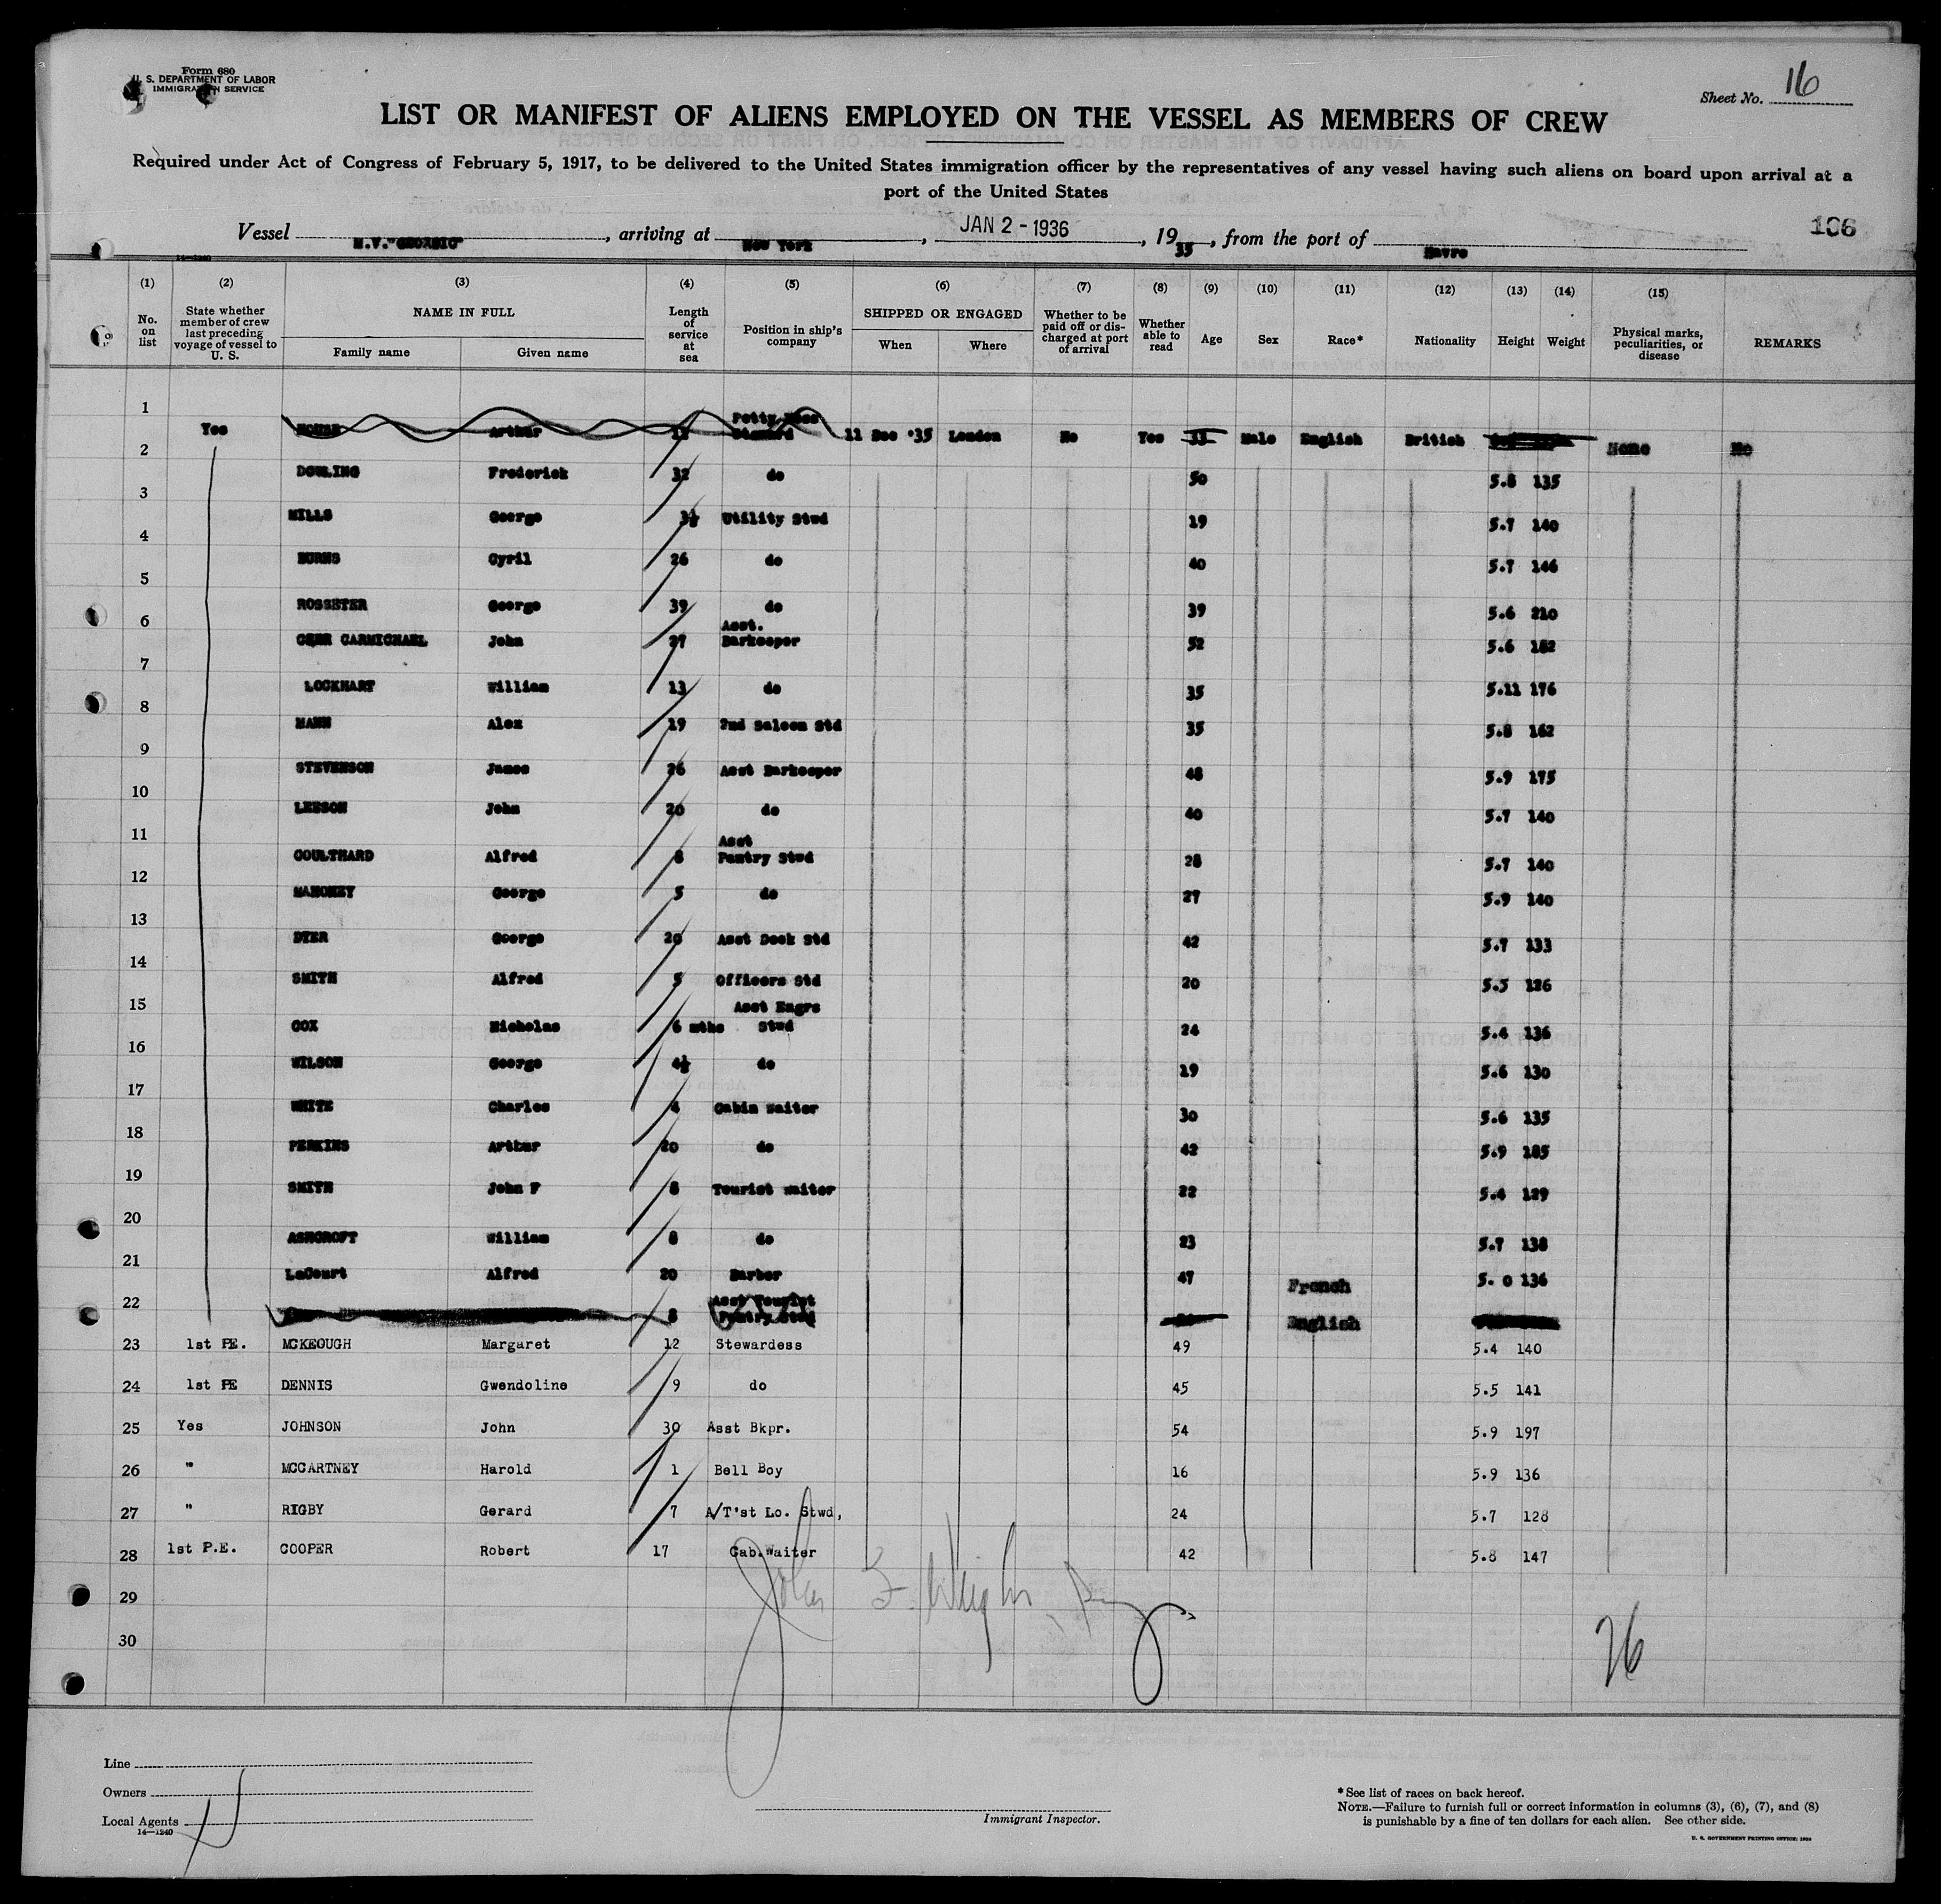 Form 680
U. S. DEPARTMENT OF LABOR
IMMIGRATION SERVICE
Sheet No. 16
LIST OR MANIFEST OF ALIENS EMPLOYED ON THE VESSEL AS MEMBERS OF CREW
Required under Act of Congress of February 5, 1917, to be delivered to the United States immigration officer by the representatives of any vessel having such aliens on board upon arrival at a
port of the United States
Vessel M.V."GEORGIC", arriving at New York, JAN 2 - 1936, 1935, from the port of Havre
106
14-1240
(1) (2) (3) (4) (5) (6) (7) (8) (9) (10) (11) (12) (13) (14) (15)
No. on list
State whether member of crew last preceding voyage of vessel to U. S.
NAME IN FULL
Family name Given name
Length of service at sea
Position in ship's company
SHIPPED OR ENGAGED
When Where
Whether to be paid off or discharged at port of arrival
Whether able to read
Age
Sex
Race*
Nationality
Height
Weight
Physical marks, peculiarities, or disease
REMARKS
1 Yes Arthur Petty Steward 11 Dec '35 London No Yes 33 Male English British None No
2 DOWLING Frederick 32 do 50 5.8 135
3 MILLS George 3½ Utility Stwd 19 5.7 140
4 BURNS Cyril 26 do 40 5.7 146
5 ROSSETER George 39 do 39 5.6 210
6 CARMICHAEL John 27 Asst. Barkeeper 52 5.6 182
7 LOCKHART William 13 do 35 5.11 176
8 MANN Alex 19 2nd Saloon Std 35 5.8 162
9 STEVENSON James 26 Asst Barkeeper 48 5.9 175
10 LEESON John 20 do 40 5.7 140
11 COULTHARD Alfred 8 Asst Pantry Stwd 28 5.7 140
12 MAHONEY George 5 do 27 5.9 140
13 DYER George 20 Asst Deck Std 42 5.7 133
14 SMITH Alfred 5 Officers Std 20 5.5 126
15 COX Nicholas 6 mths Asst Engrs Stwd 24 5.4 136
16 WILSON George 4½ do 19 5.6 130
17 WHITE Charles 4 Cabin Waiter 30 5.6 135
18 PERKINS Arthur 20 do 42 5.9 185
19 SMITH John F 8 Tourist Waiter 22 5.4 129
20 ASHCROFT William 8 do 23 5.7 138
21 LaCourt Alfred 20 Barber 47 French 5. 0 136
22 8 Asst Tourist Pantry Stwd English
23 1st PE. MCKEOUGH Margaret 12 Stewardess 49 5.4 140
24 1st PE DENNIS Gwendoline 9 do 45 5.5 141
25 Yes JOHNSON John 30 Asst Bkpr. 54 5.9 197
26 " MCCARTNEY Harold 1 Bell Boy 16 5.9 136
27 " RIGBY Gerard 7 A/T'st Lo. Stwd, 24 5.7 128
28 1st P.E. COOPER Robert 17 Cab.Waiter 42 5.8 147
29
30
John F.
26
Line
Owners
Local Agents
14-1240
Immigrant Inspector.
*See list of races on back hereof.
NOTE.—Failure to furnish full or correct information in columns (3), (6), (7), and (8)
is punishable by a fine of ten dollars for each alien. See other side.
U. S. GOVERNMENT PRINTING OFFICE: